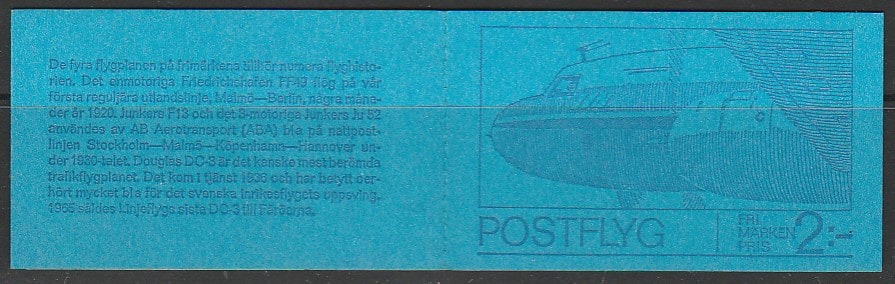 De fyra flygplanen på frimärkena tillhör numera flyghisto-
rien. Det enmotoriga Friedrichshafen FF49 flög på vår
första reguljära utlandslinje, Malmö—Berlin, några måna-
der år 1920. Junkers F13 och det 3-motoriga Junkers Ju 52
användes av AB Aerotransport (ABA) bl a på nattpost-
linjen Stockholm—Malmö—Köpenhamn—Hannover un-
der 1930-talet. Douglas DC-3 är det kanske mest berömda
trafikflygplanet. Det kom i tjänst 1936 och har betytt oer-
hört mycket bl a för det svenska inrikesflygets uppsving.
1965 såldes Linjeflygs sista DC-3 till Färöarna.
POSTFLYG
FRI
MÄRKEN
PRIS
2:-